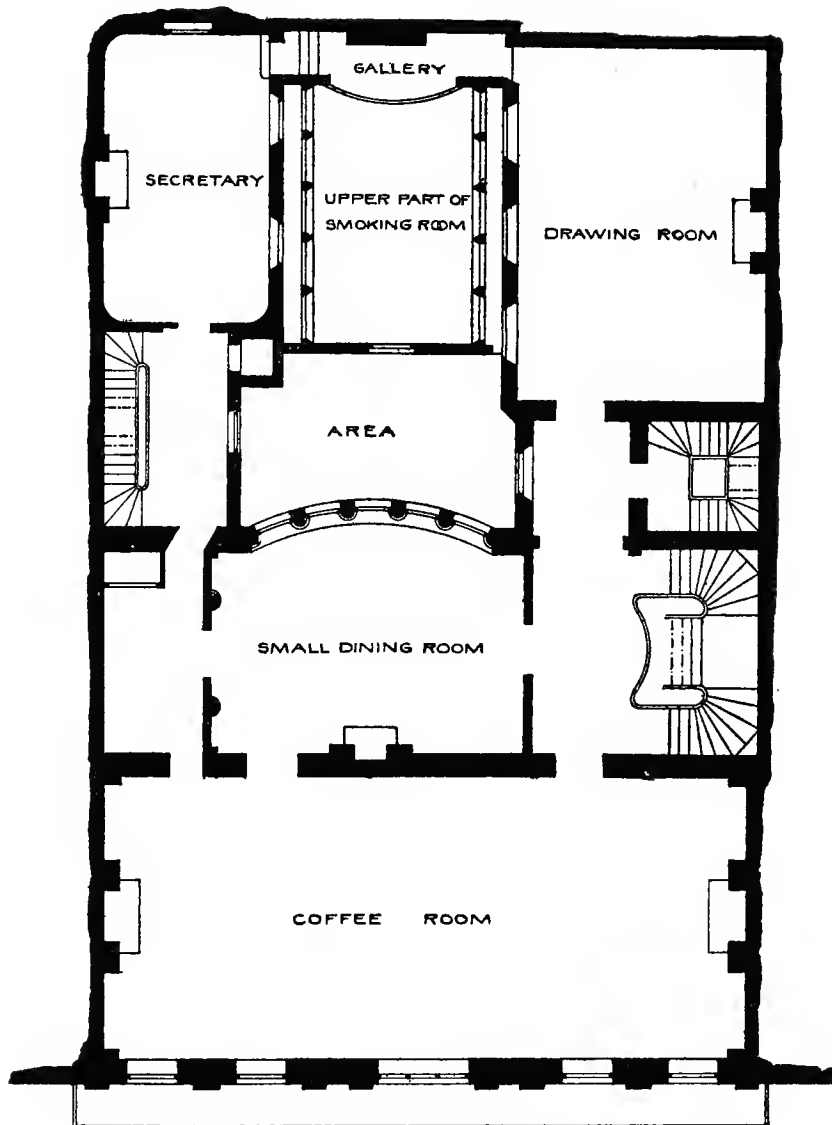 GALLERY
SECRETARY
UPPER PART OF
SMOKING ROOM
DRAWING ROOM
AREA
SMALL DINING ROOM
COFFEE ROOM